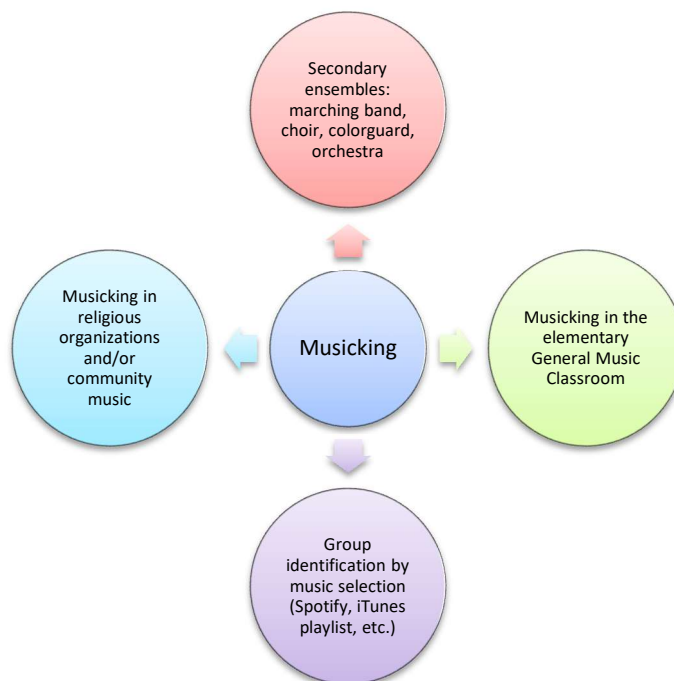 Secondary
ensembles:
marching band,
choir, colorguard,
orchestra
Musicking in
religious
organizations
and/or
community
music
Musicking
Musicking in the
elementary
General Music
Classroom
Group
identification by
music selection
(Spotify, iTunes
playlist, etc.)